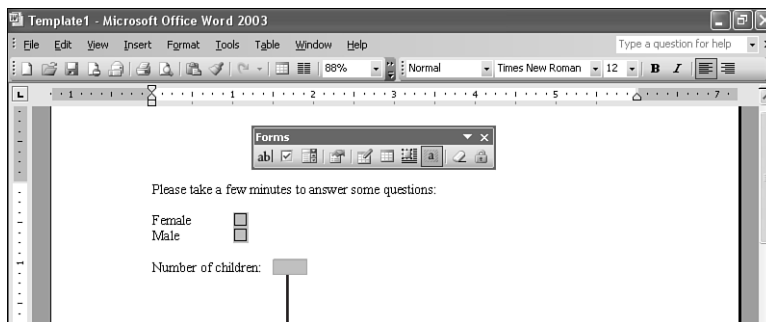 Template1 - Microsoft Office Word 2003
File Edit View Insert Format Tools Table Window Help Type a question for help
88% Normal Times New Roman 12 B I
L 1 1 2 3 4 5 7
Forms
ab| a
Please take a few minutes to answer some questions:
Female
Male
Number of children:
1